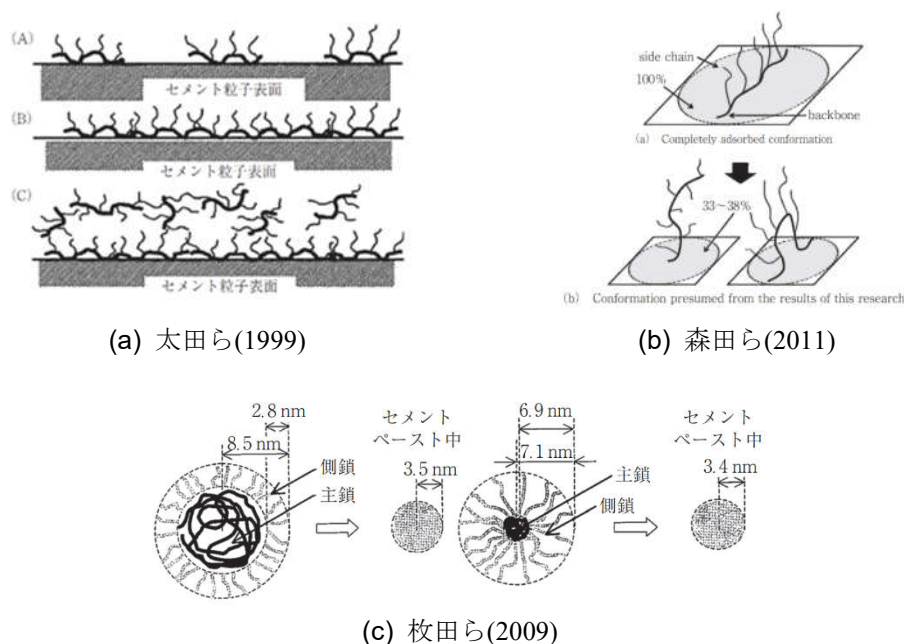 (A)
セメント粒子表面
(B)
セメント粒子表面
(C)
セメント粒子表面
(a) 太田ら(1999)
side chain
100%
backbone
(a) Completely adsorbed conformation
33~38%
(b) Conformation presumed from the results of this research
(b) 森田ら(2011)
2.8 nm
8.5 nm
側鎖
主鎖
セメント
ペースト中
3.5 nm
6.9 nm
7.1 nm
主鎖
側鎖
セメント
ペースト中
3.4 nm
(c) 枚田ら(2009)